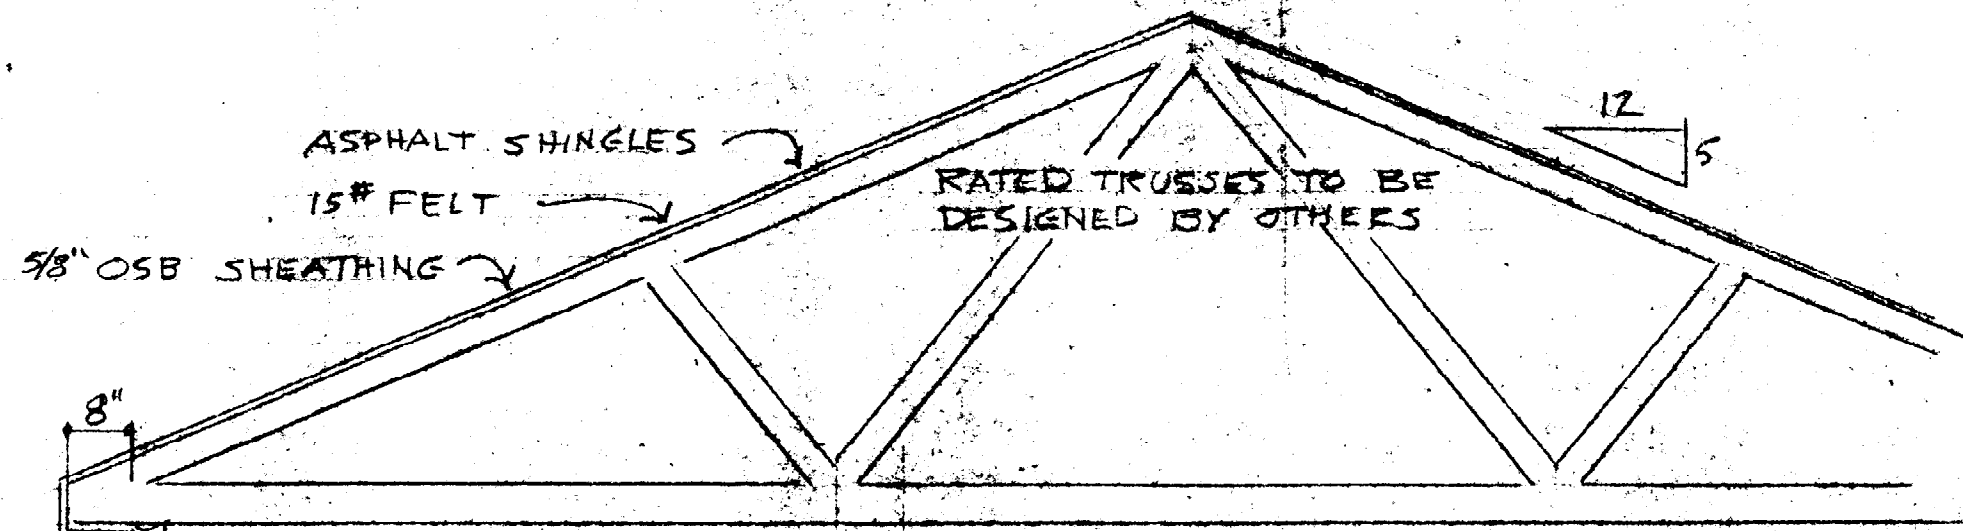 12
5
ASPHALT SHINGLES
15# FELT
RATED TRUSSES TO BE
DESIGNED BY OTHERS
5/8" OSB SHEATHING
8"